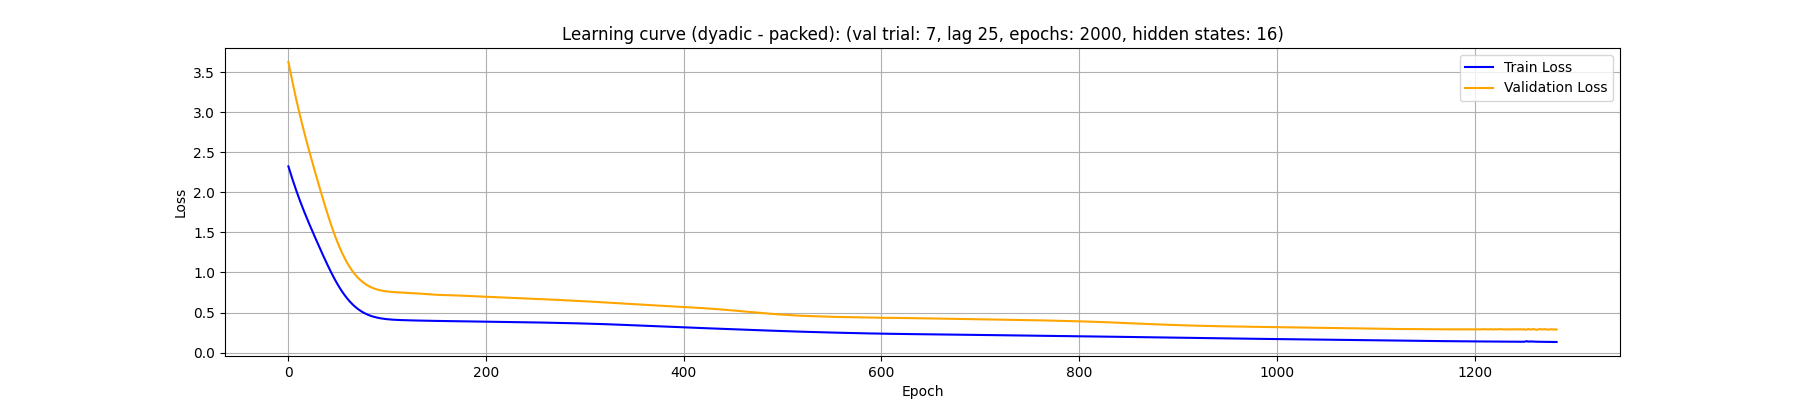 Learning curve (dyadic - packed): (val trial: 7, lag 25, epochs: 2000, hidden states: 16)
Train Loss
Validation Loss
3.5
3.0
2.5
2.0
1.5
1.0
0.5
0.0
Loss
0 200 400 600 800 1000 1200
Epoch